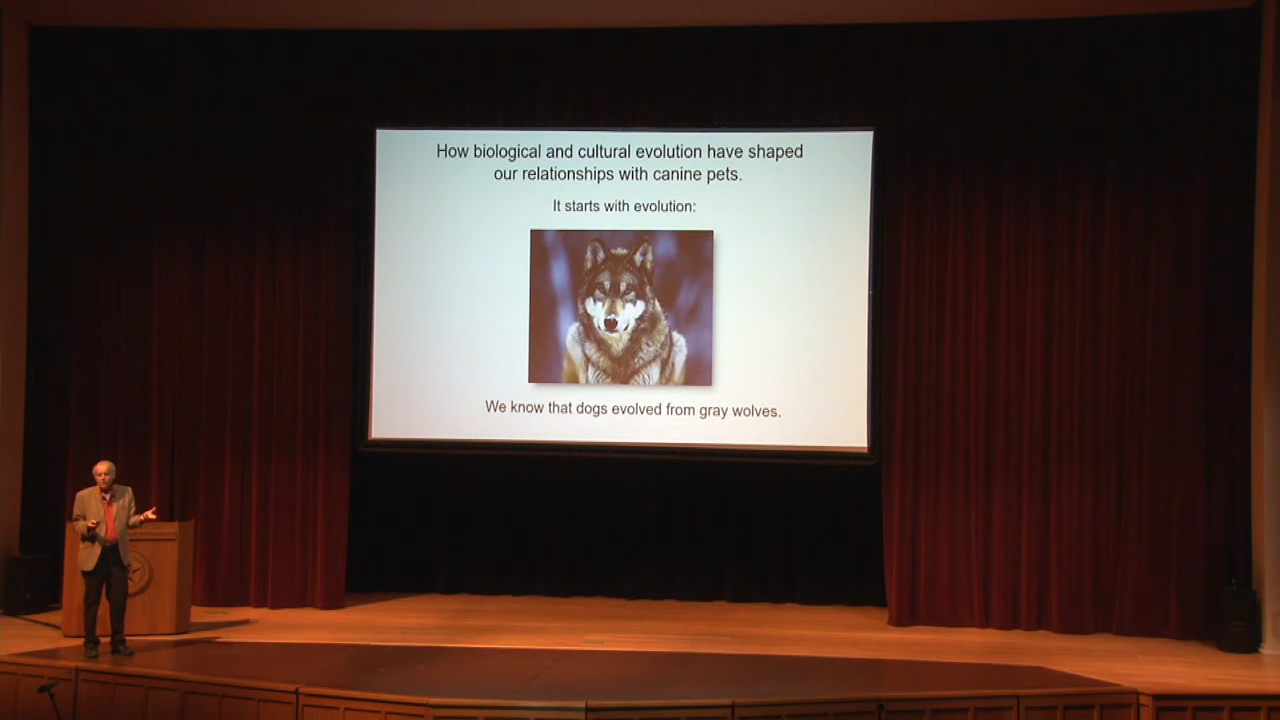 How biological and cultural evolution have shaped
our relationships with canine pets.
It starts with evolution:
We know that dogs evolved from gray wolves.